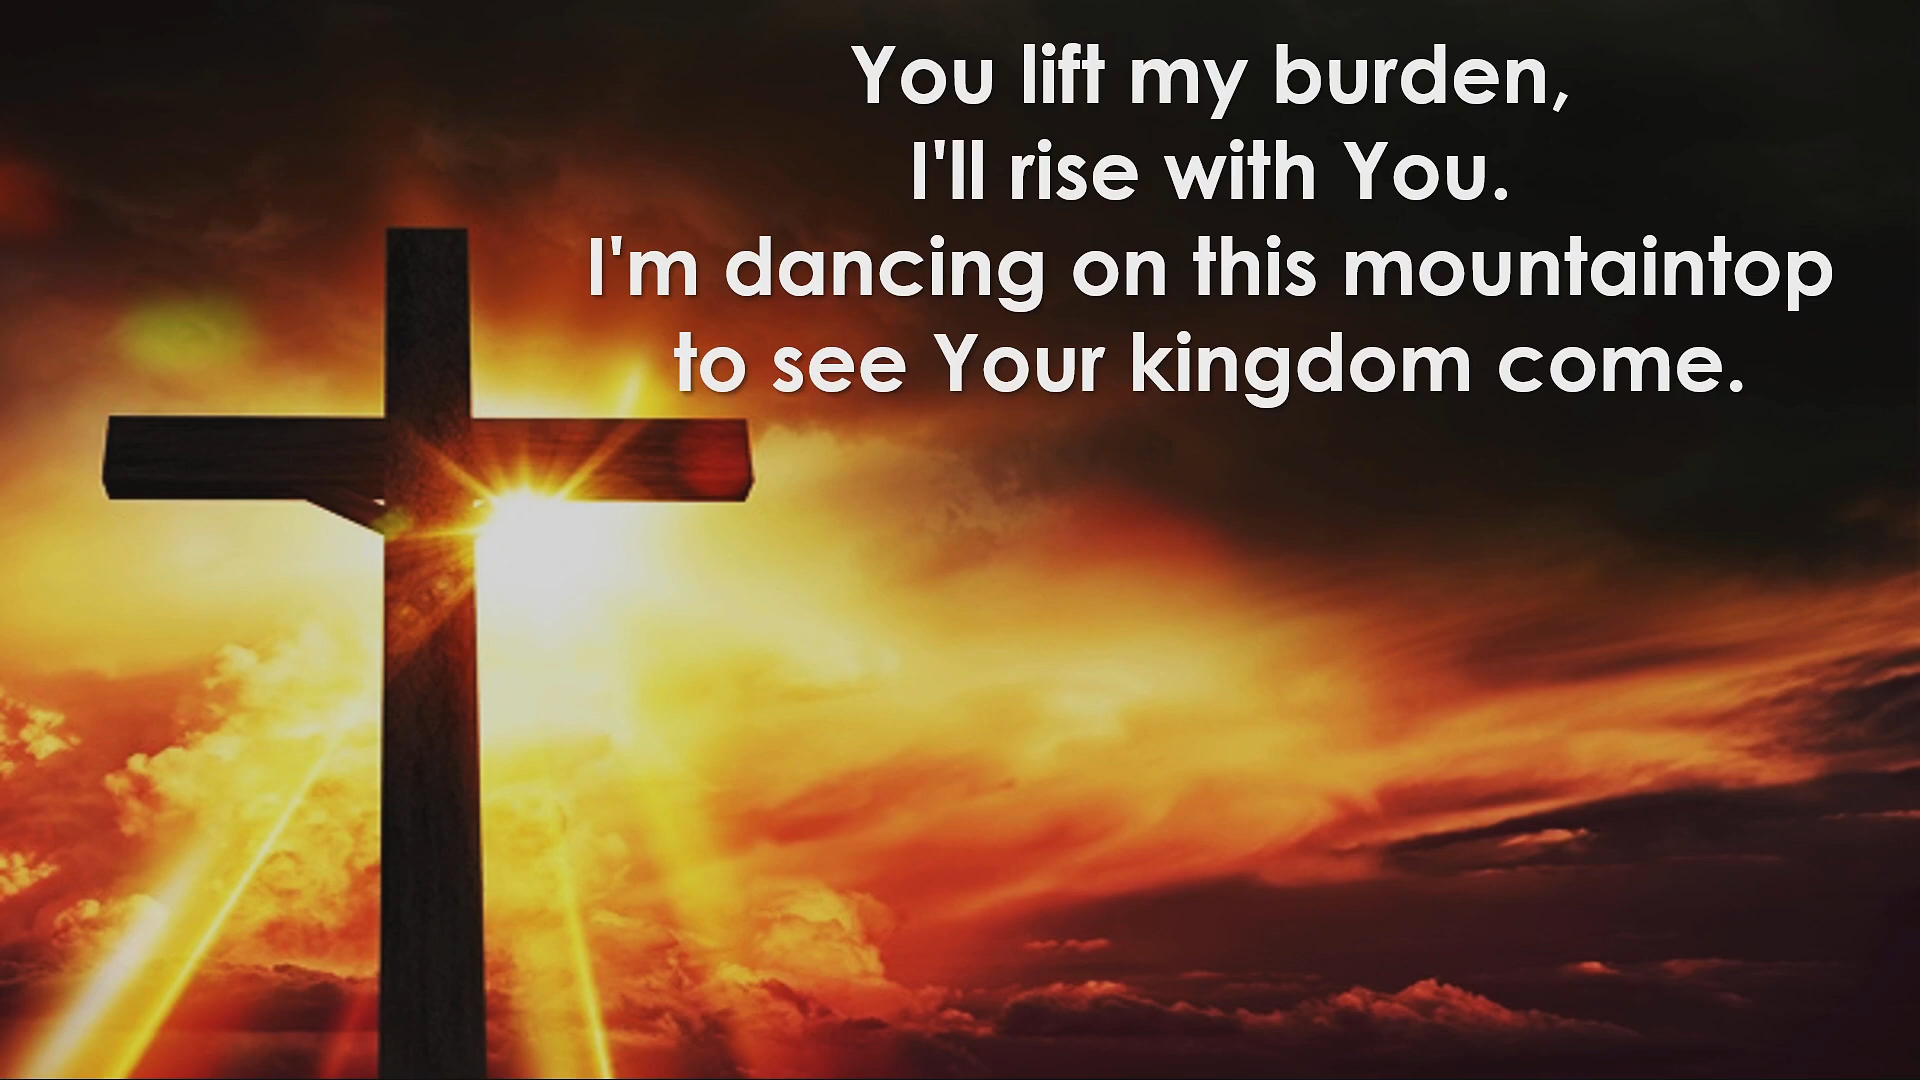 You lift my burden,
I'll rise with You.
I'm dancing on this mountaintop
to see Your kingdom come.